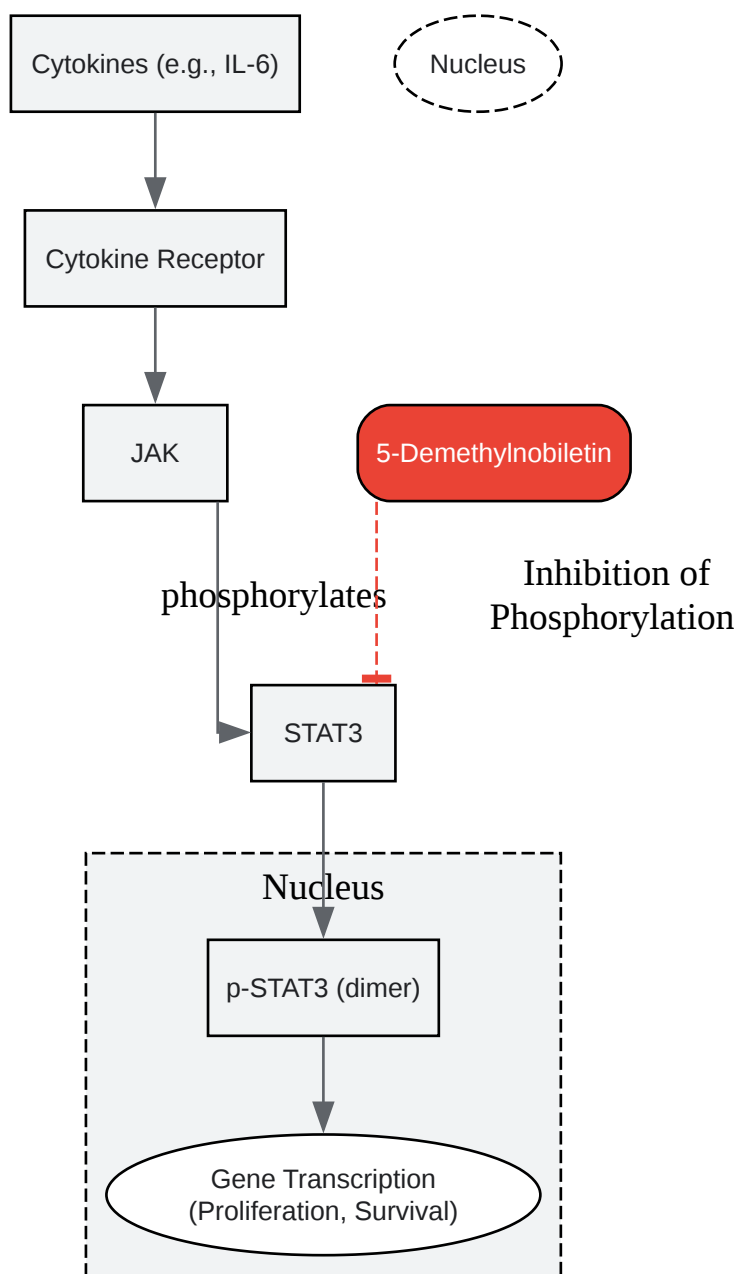 Cytokines (e.g., IL-6)
Nucleus
Cytokine Receptor
JAK
5-Demethylnobiletin
phosphorylates
Inhibition of
Phosphorylation
STAT3
Nucleus
p-STAT3 (dimer)
Gene Transcription
(Proliferation, Survival)